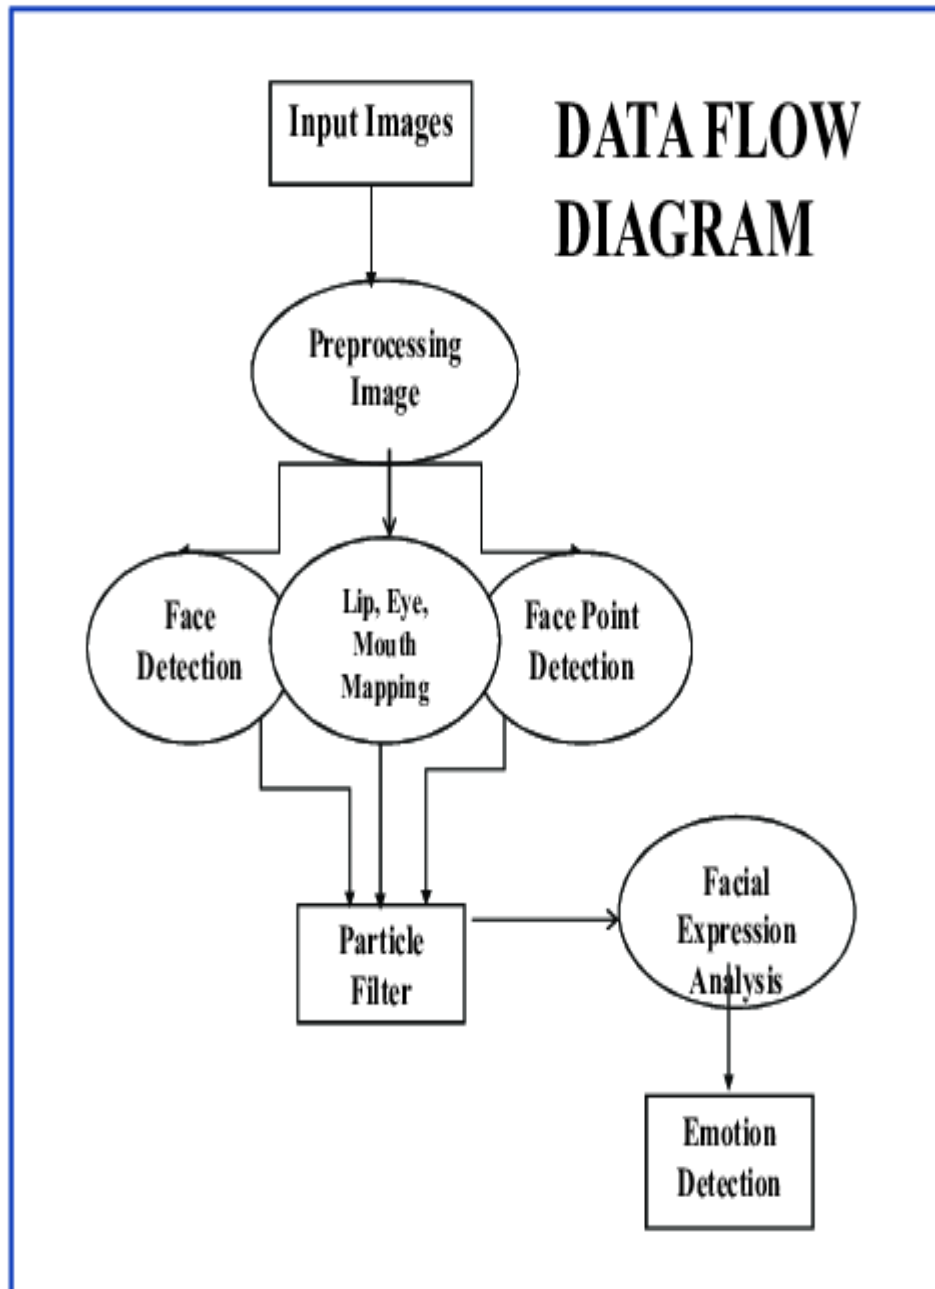 DATA FLOW
DIAGRAM
Input Images
Preprocessing
Image
Face
Detection
Lip, Eye,
Mouth
Mapping
Face Point
Detection
Particle
Filter
Facial
Expression
Analysis
Emotion
Detection